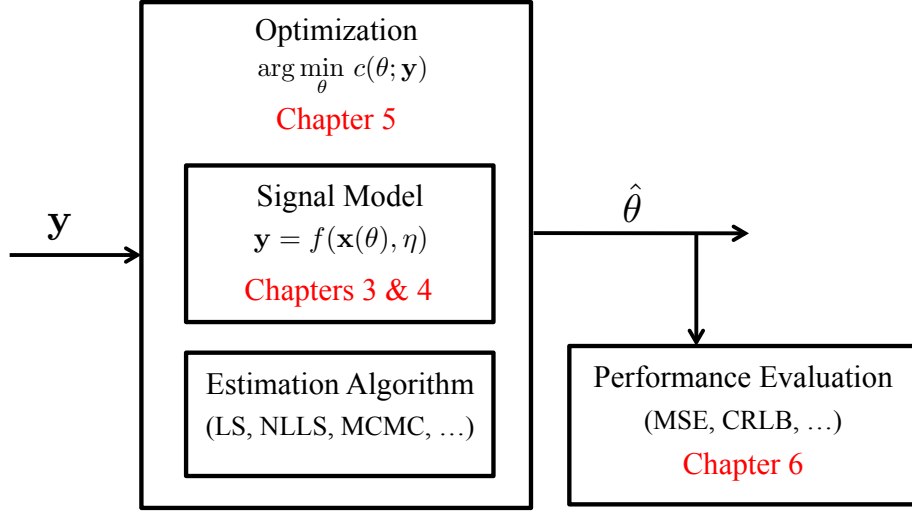 Optimization
arg min_θ c(θ; y)
Chapter 5
Signal Model
y = f(x(θ), η)
Chapters 3 & 4
Estimation Algorithm
(LS, NLLS, MCMC, …)
y
θ̂
Performance Evaluation
(MSE, CRLB, …)
Chapter 6